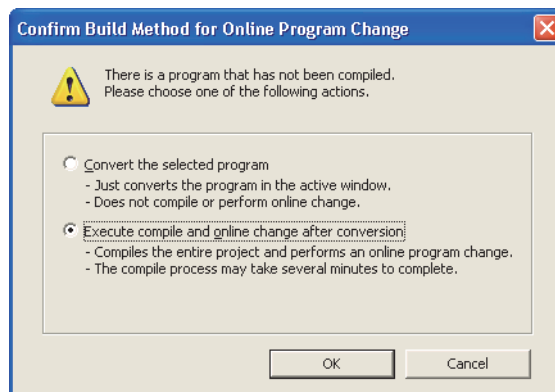 Confirm Build Method for Online Program Change
There is a program that has not been compiled.
Please choose one of the following actions.
Convert the selected program
- Just converts the program in the active window.
- Does not compile or perform online change.
Execute compile and online change after conversion
- Compiles the entire project and performs an online program change.
- The compile process may take several minutes to complete.
OK
Cancel